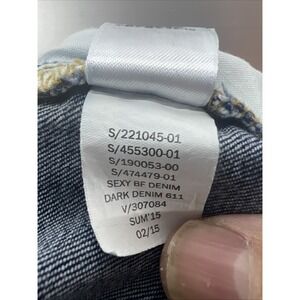 S/221045-01
S/455300-01
S/190053-00
S/474479-01
SEXY BF DENIM
DARK DENIM 611
V/307084
SUM'15
02/15